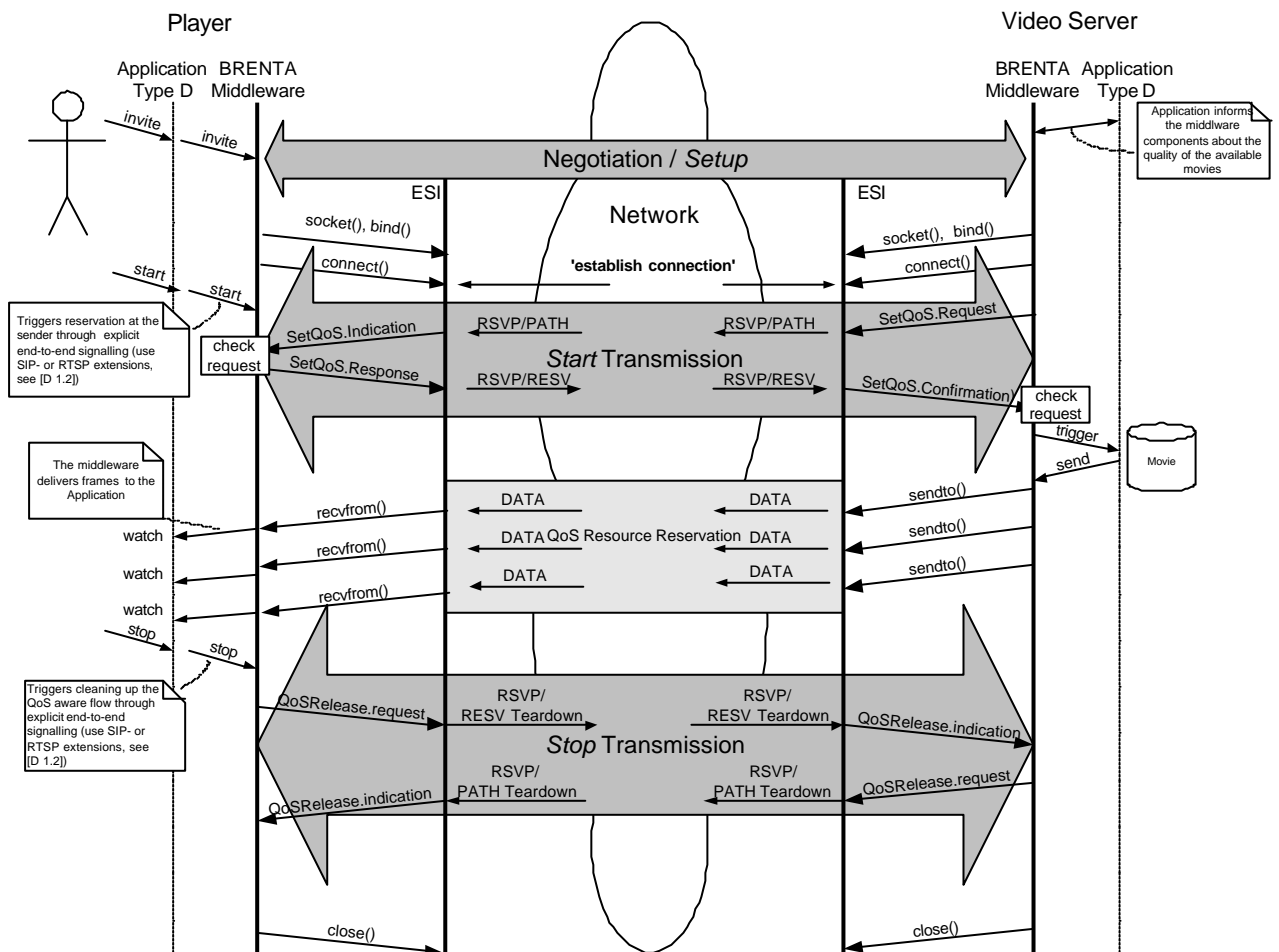 Player
Video Server
Application
Type D
BRENTA
Middleware
BRENTA
Middleware
Application
Type D
invite
invite
Application informs
the middlware
components about the
quality of the available
movies
Negotiation / Setup
ESI
ESI
Network
socket(), bind()
socket(), bind()
connect()
'establish connection'
connect()
start
start
Triggers reservation at the
sender through explicit
end-to-end signalling (use
SIP- or RTSP extensions,
see [D 1.2])
SetQoS.Indication
RSVP/PATH
RSVP/PATH
SetQoS.Request
check
request
Start Transmission
SetQoS.Response
RSVP/RESV
RSVP/RESV
SetQoS.Confirmation)
check
request
trigger
send
Movie
The middleware
delivers frames to the
Application
DATA
DATA
sendto()
recvfrom()
watch
DATA
QoS Resource Reservation
DATA
sendto()
recvfrom()
watch
DATA
DATA
sendto()
recvfrom()
watch
stop
stop
Triggers cleaning up the
QoS aware flow through
explicit end-to-end
signalling (use SIP- or
RTSP extensions, see
[D 1.2])
QoSRelease.request
RSVP/
RESV Teardown
RSVP/
RESV Teardown
QoSRelease.indication
Stop Transmission
RSVP/
PATH Teardown
RSVP/
PATH Teardown
QoSRelease.request
QoSRelease.indication
close()
close()